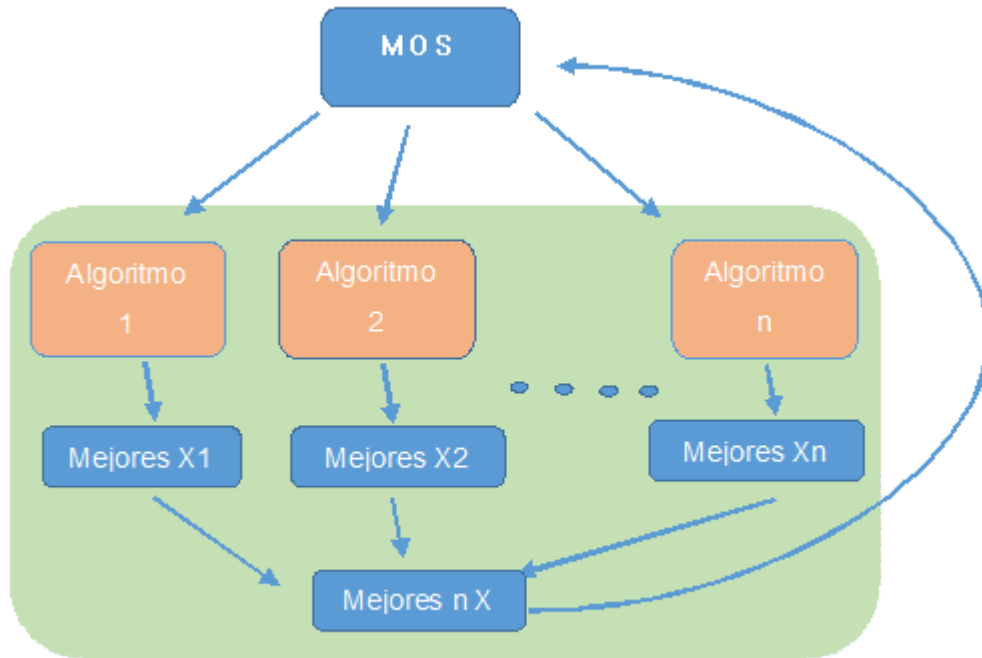 MOS
Algoritmo
1
Algoritmo
2
Algoritmo
n
Mejores X1
Mejores X2
Mejores Xn
Mejores n X